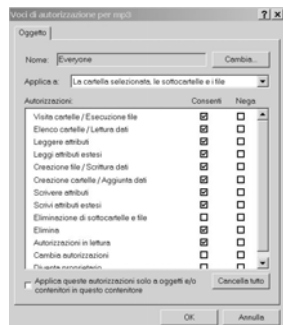 Voci di autorizzazione per mp3
Oggetto
Nome: Everyone Cambia...
Applica a: La cartella selezionata, le sottocartelle e i file
Autorizzazioni: Consenti Nega
Visita cartelle / Esecuzione file
Elenco cartelle / Lettura dati
Leggere attributi
Leggi attributi estesi
Creazione file / Scrittura dati
Creazione cartelle / Aggiunta dati
Scrivere attributi
Scrivi attributi estesi
Eliminazione di sottocartelle e file
Elimina
Autorizzazioni in lettura
Cambia autorizzazioni
Diventa proprietario
Applica queste autorizzazioni solo a oggetti e/o
contenitori in questo contenitore
Cancella tutto
OK Annulla